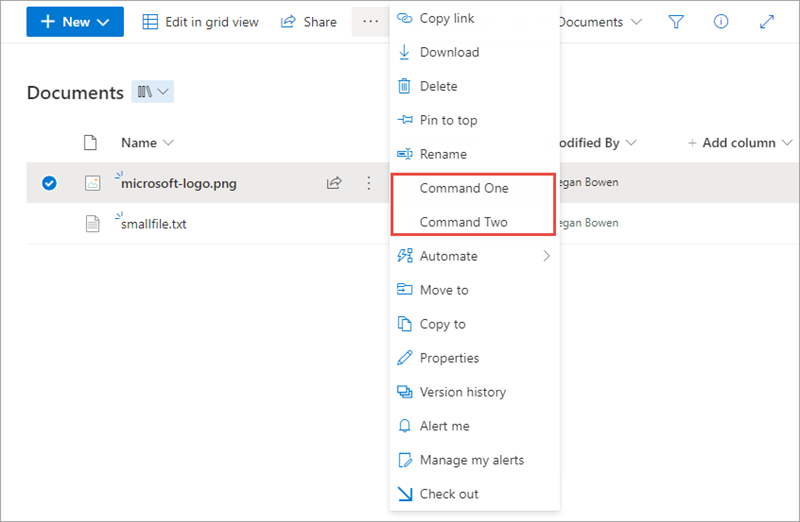 New
Edit in grid view
Share
Documents
Documents
Name
odified By
Add column
microsoft-logo.png
egan Bowen
smallfile.txt
egan Bowen
Copy link
Download
Delete
Pin to top
Rename
Command One
Command Two
Automate
Move to
Copy to
Properties
Version history
Alert me
Manage my alerts
Check out